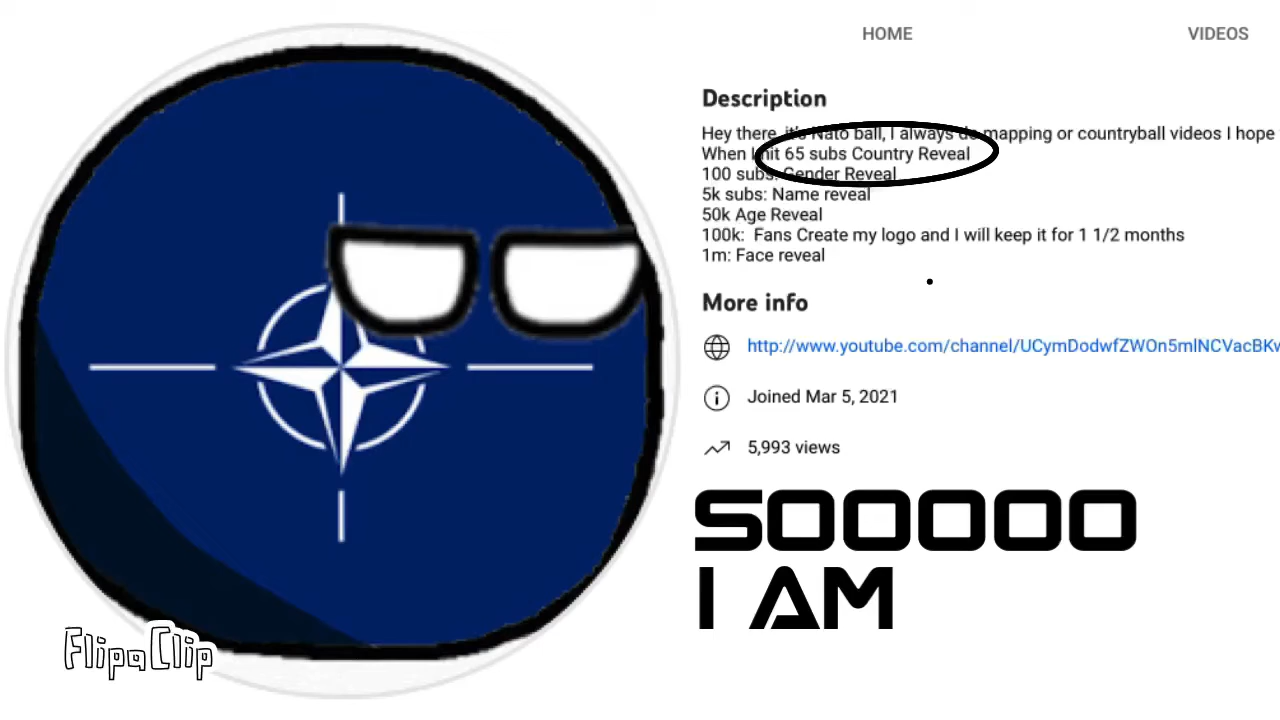 HOME VIDEOS
Description
Hey there, it's Nato ball, I always do mapping or countryball videos I hope
When I hit 65 subs Country Reveal
100 subs: Gender Reveal
5k subs: Name reveal
50k Age Reveal
100k: Fans Create my logo and I will keep it for 1 1/2 months
1m: Face reveal
More info
http://www.youtube.com/channel/UCymDodwfZWOn5mlNCVacBKw
Joined Mar 5, 2021
5,993 views
SOOOOO
I AM
FlipaClip